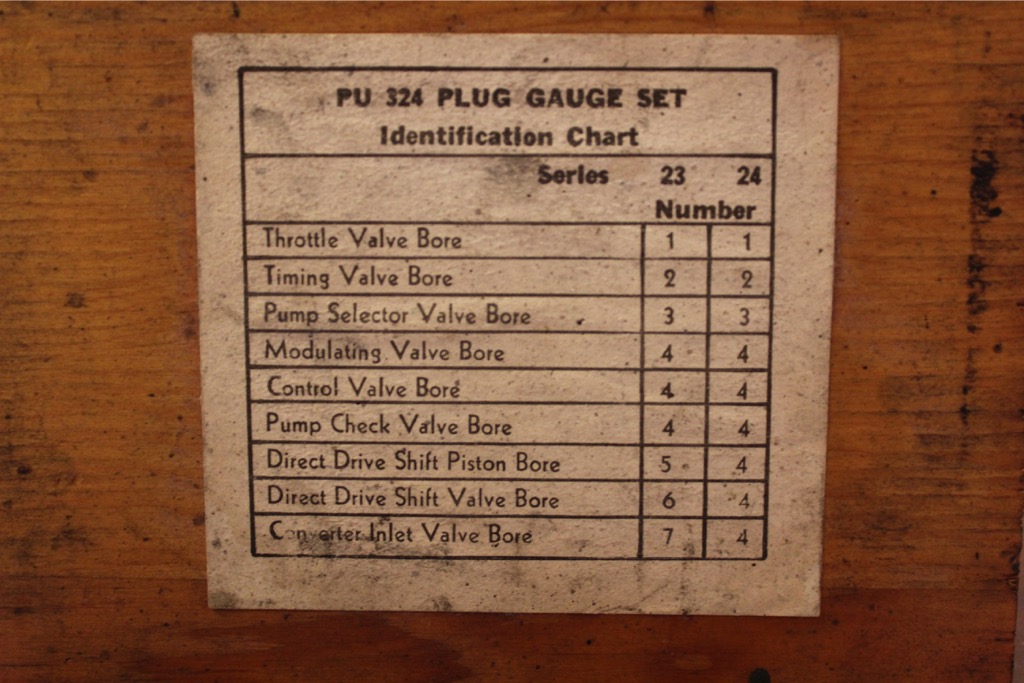 PU 324 PLUG GAUGE SET
Identification Chart
Series 23 24
Number
Throttle Valve Bore 1 1
Timing Valve Bore 2 2
Pump Selector Valve Bore 3 3
Modulating Valve Bore 4 4
Control Valve Bore 4 4
Pump Check Valve Bore 4 4
Direct Drive Shift Piston Bore 5 4
Direct Drive Shift Valve Bore 6 4
Converter Inlet Valve Bore 7 4